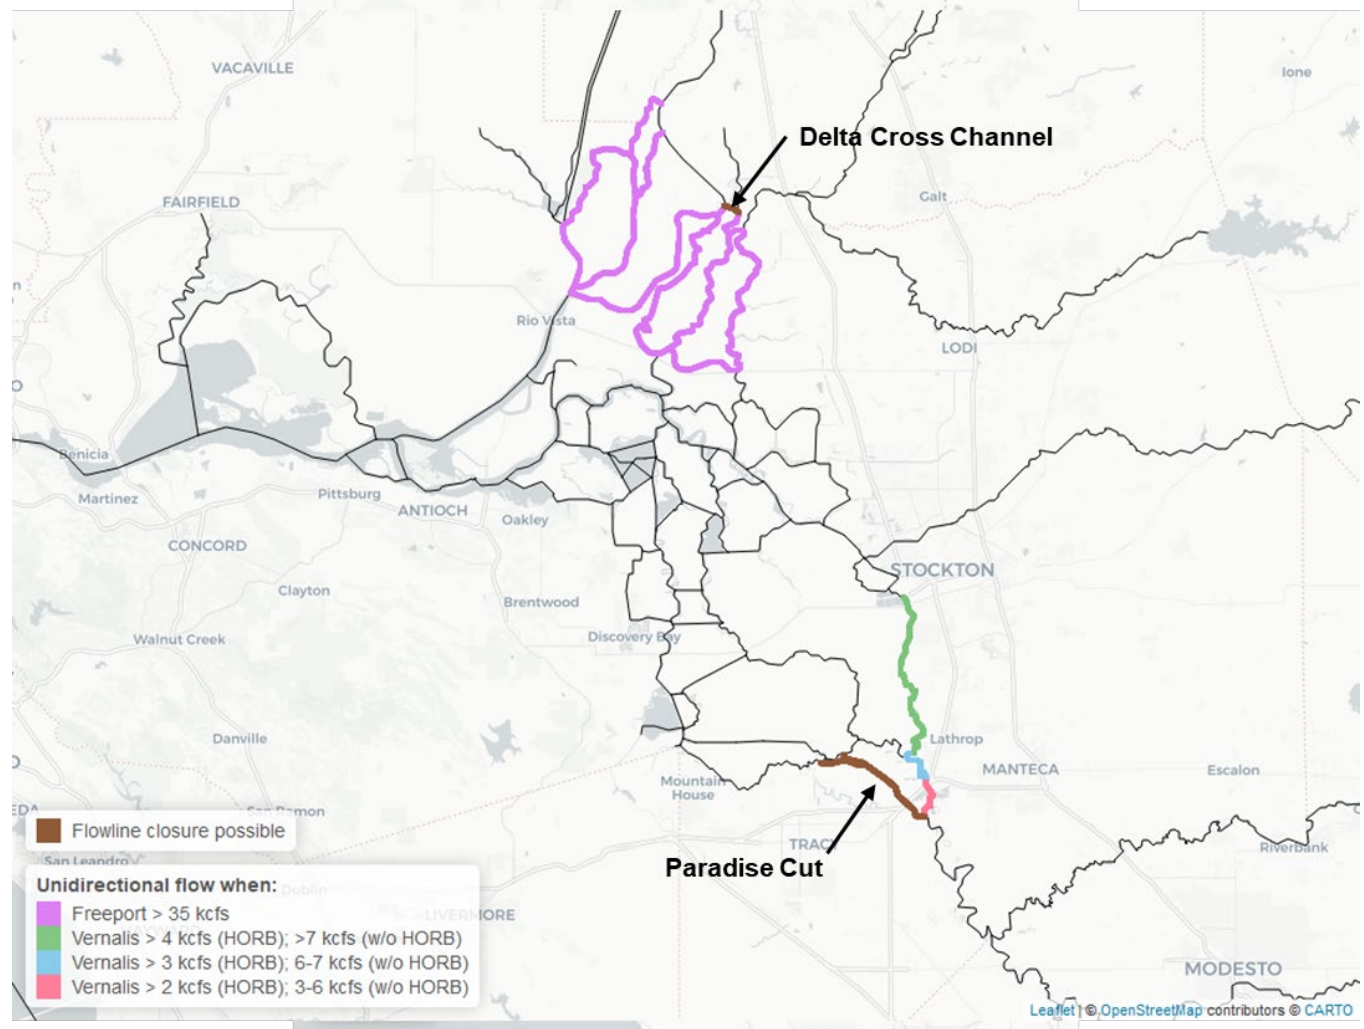 VACAVILLE
Ione
Delta Cross Channel
FAIRFIELD
Galt
Rio Vista
LODI
Benicia
Martinez
Pittsburg
ANTIOCH
Oakley
CONCORD
STOCKTON
Clayton
Brentwood
Walnut Creek
Discovery Bay
Danville
Lathrop
MANTECA
Escalon
Mountain
House
San Ramon
Flowline closure possible
TRACY
Riverbank
Paradise Cut
San Leandro
Unidirectional flow when:
Dublin
Freeport > 35 kcfs
LIVERMORE
HAYWARD
Vernalis > 4 kcfs (HORB); >7 kcfs (w/o HORB)
Vernalis > 3 kcfs (HORB); 6-7 kcfs (w/o HORB)
MODESTO
Vernalis > 2 kcfs (HORB); 3-6 kcfs (w/o HORB)
Leaflet | © OpenStreetMap contributors © CARTO